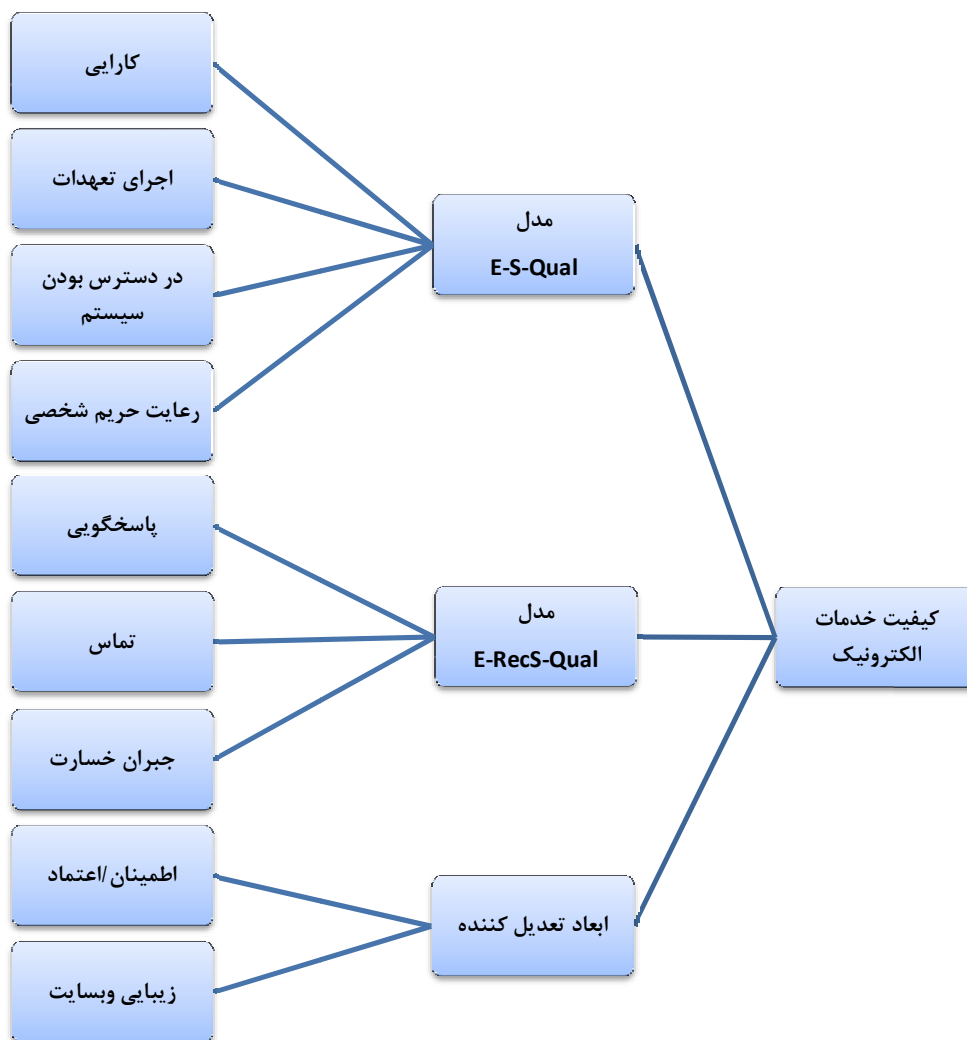 کارایی
اجرای تعهدات
در دسترس بودن
سیستم
رعایت حریم شخصی
پاسخگویی
تماس
جبران خسارت
اطمینان/اعتماد
زیبایی وبسایت
مدل
E-S-Qual
مدل
E-RecS-Qual
ابعاد تعدیل کننده
کیفیت خدمات
الکترونیک